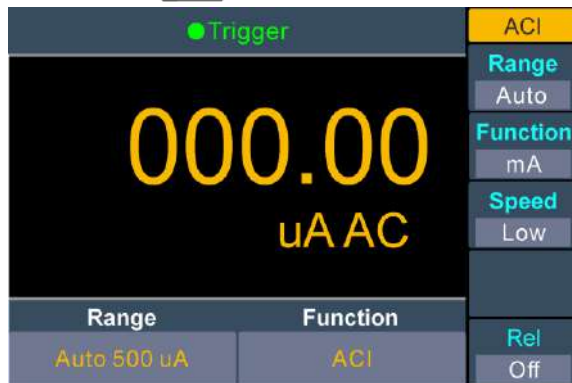 Trigger
000.00
uA AC
Range
Function
Auto 500 uA
ACI
ACI
Range
Auto
Function
mA
Speed
Low
Rel
Off